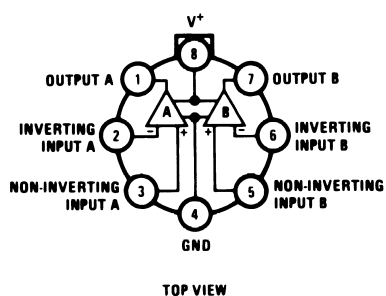 V+
8
OUTPUT A
1
7
OUTPUT B
A
B
INVERTING
INPUT A
2
−
+
+
−
6
INVERTING
INPUT B
NON-INVERTING
INPUT A
3
5
NON-INVERTING
INPUT B
4
GND
TOP VIEW